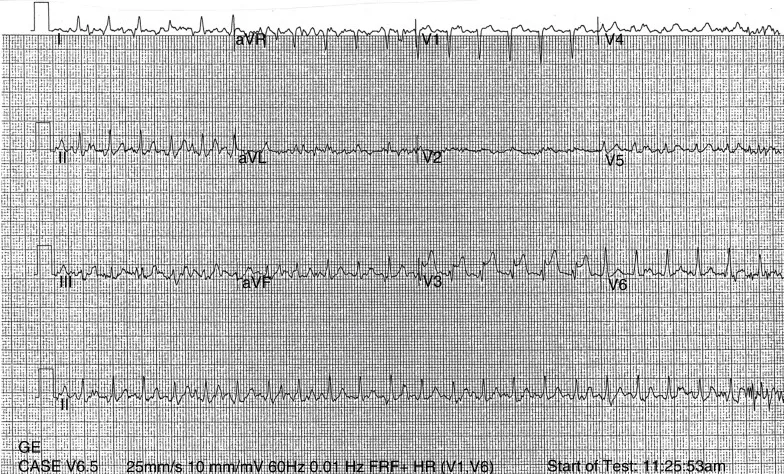 I aVR V1 V4
II aVL V2 V5
III aVF V3 V6
II
GE
CASE V6.5 25mm/s 10 mm/mV 60Hz 0.01 Hz FRF+ HR (V1,V6) Start of Test: 11:25:53am